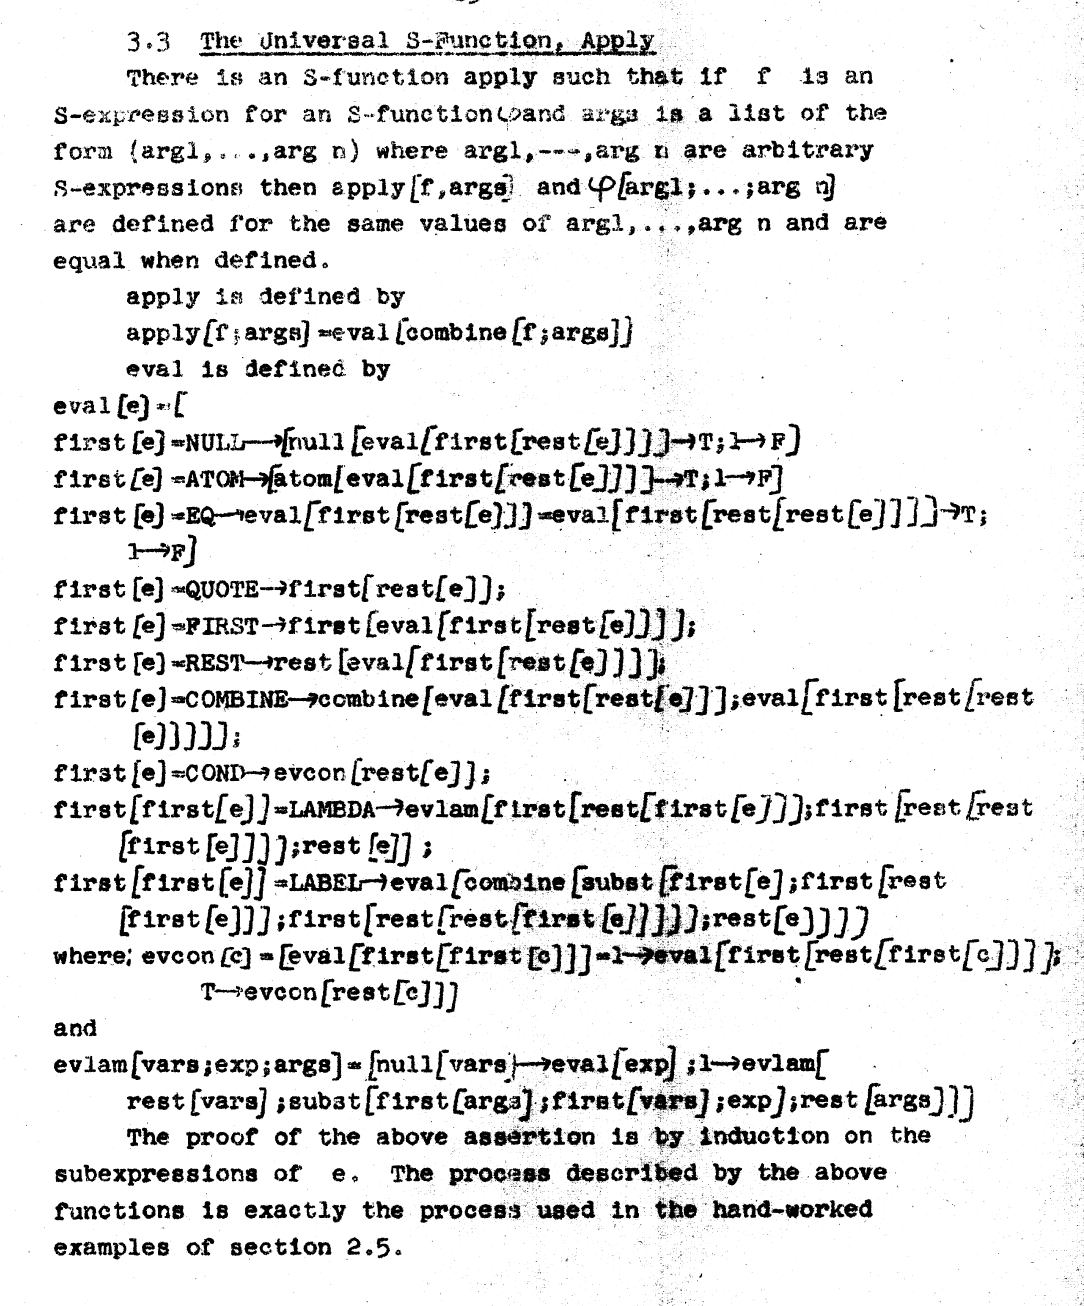 3.3 The Universal S-Function, Apply
There is an S-function apply such that if f is an
S-expression for an S-function φ and args is a list of the
form (arg1,...,arg n) where arg1,---,arg n are arbitrary
S-expressions then apply[f,args] and φ[arg1;...;arg n]
are defined for the same values of arg1,...,arg n and are
equal when defined.
apply is defined by
apply[f;args]=eval[combine[f;args]]
eval is defined by
eval[e]=[
first[e]=NULL→[null[eval[first[rest[e]]]]→T;1→F]
first[e]=ATOM→[atom[eval[first[rest[e]]]]→T;1→F]
first[e]=EQ→eval[first[rest[e]]]=eval[first[rest[rest[e]]]]→T;
1→F]
first[e]=QUOTE→first[rest[e]];
first[e]=FIRST→first[eval[first[rest[e]]]];
first[e]=REST→rest[eval[first[rest[e]]]];
first[e]=COMBINE→combine[eval[first[rest[e]]];eval[first[rest[rest
[e]]]]];
first[e]=COND→evcon[rest[e]];
first[first[e]]=LAMBDA→evlam[first[rest[first[e]]];first[rest[rest
[first[e]]]];rest[e]];
first[first[e]]=LABEL→eval[combine[subst[first[e];first[rest
[first[e]]];first[rest[rest[first[e]]]]];rest[e]]]]
where: evcon[c]=[eval[first[first[c]]]=1→eval[first[rest[first[c]]]];
T→evcon[rest[c]]]
and
evlam[vars;exp;args]=[null[vars]→eval[exp];1→evlam[
rest[vars];subst[first[args];first[vars];exp];rest[args]]]
The proof of the above assertion is by induction on the
subexpressions of e. The process described by the above
functions is exactly the process used in the hand-worked
examples of section 2.5.